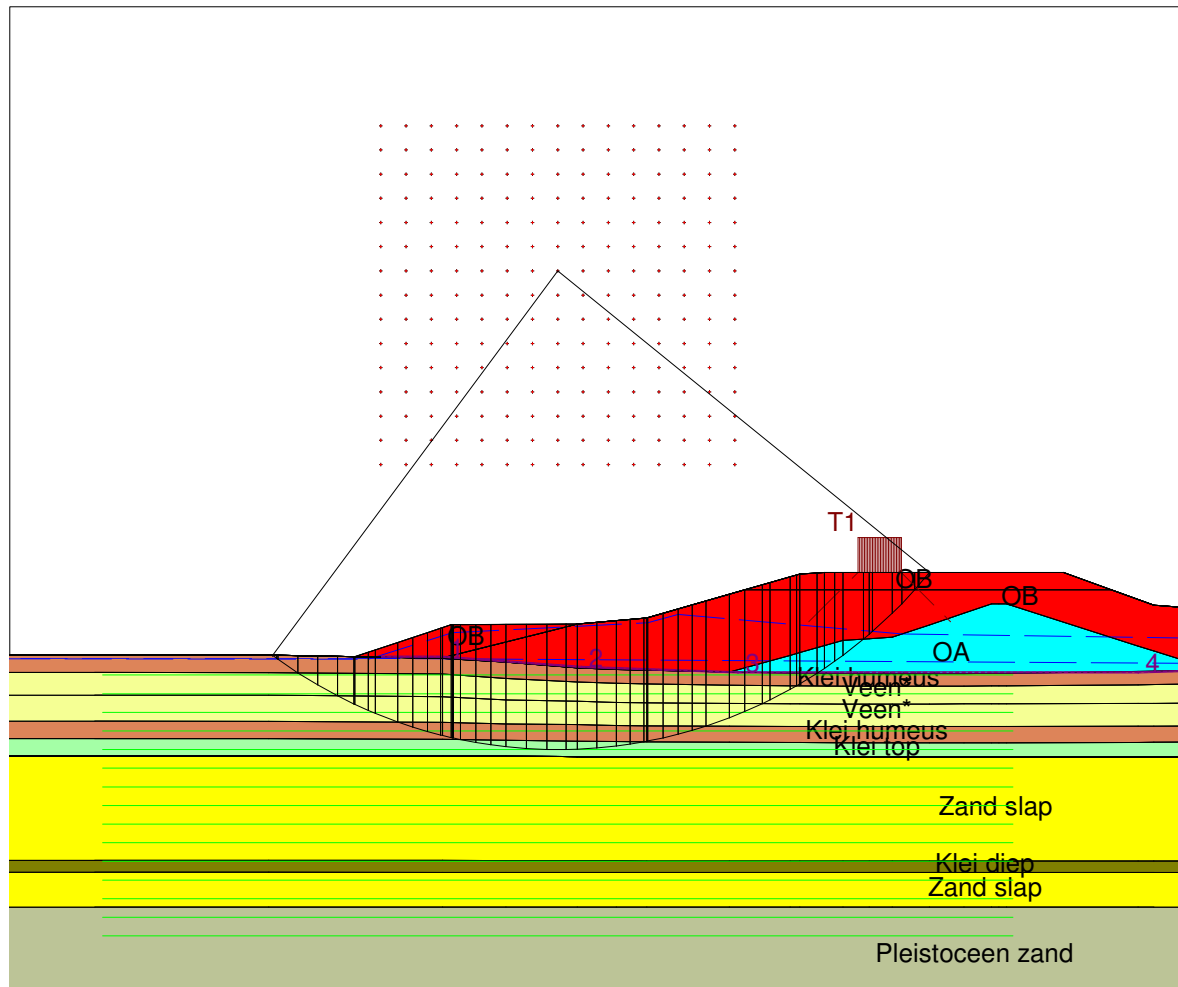 T1
OB
OB
OB
OA
2
3
4
Klei humeus
Veen*
Veen*
Klei humeus
Klei top
Zand slap
Klei diep
Zand slap
Pleistoceen zand